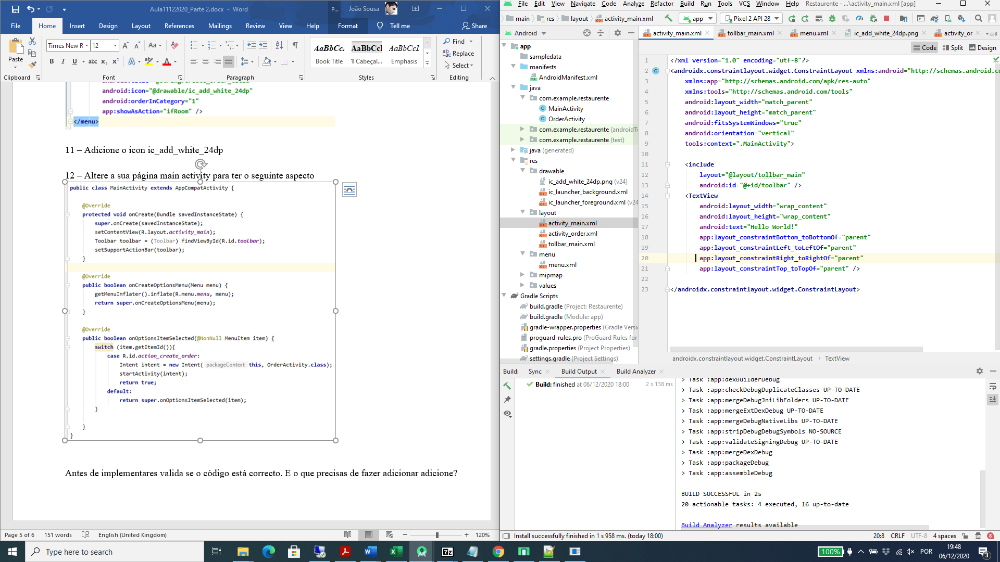 Aula11122020_Parte 2.docx - Word
P...
João Sousa
File Home Insert Design Layout References Mailings Review View Help Format Tell me Share
Paste
Clipboard
Times New R 12
Font
Paragraph
AaBbCcI AaBbCcI AaBbCcL
Book Title ¶ Cabeçal... Emphasis
Styles
Find
Replace
Select
Editing
android:icon="@drawable/ic_add_white_24dp"
android:orderInCategory="1"
app:showAsAction="ifRoom" />
</menu>
11 – Adicione o icon ic_add_white_24dp
12 – Altere a sua página main activity para ter o seguinte aspecto
public class MainActivity extends AppCompatActivity {
@Override
protected void onCreate(Bundle savedInstanceState) {
super.onCreate(savedInstanceState);
setContentView(R.layout.activity_main);
Toolbar toolbar = (Toolbar) findViewById(R.id.toolbar);
setSupportActionBar(toolbar);
}
@Override
public boolean onCreateOptionsMenu(Menu menu) {
getMenuInflater().inflate(R.menu.menu, menu);
return super.onCreateOptionsMenu(menu);
}
@Override
public boolean onOptionsItemSelected(@NonNull MenuItem item) {
switch (item.getItemId()){
case R.id.action_create_order:
Intent intent = new Intent( packageContext: this, OrderActivity.class);
startActivity(intent);
return true;
default:
return super.onOptionsItemSelected(item);
}
}
}
Antes de implementares valida se o código está correcto. E o que precisas de fazer adicionar adicione?
Page 5 of 6 151 words English (United Kingdom) 120%
File Edit View Navigate Code Analyze Refactor Build Run Tools VCS Window Help Restaurente - ...\activity_main.xml [app]
main res layout activity_main.xml app Pixel 2 API 28
Android
activity_main.xml tollbar_main.xml menu.xml ic_add_white_24dp.png activity_or
Code Split Design
app
sampledata
manifests
AndroidManifest.xml
java
com.example.restaurente
MainActivity
OrderActivity
com.example.restaurente (androidTe
com.example.restaurente (test)
java (generated)
res
drawable
ic_add_white_24dp.png (v24)
ic_launcher_background.xml
ic_launcher_foreground.xml (v24
layout
activity_main.xml
activity_order.xml
tollbar_main.xml
menu
menu.xml
mipmap
values
Gradle Scripts
build.gradle (Project: Restaurente)
build.gradle (Module: app)
gradle-wrapper.properties (Gradle Versi
proguard-rules.pro (ProGuard Rules for
gradle.properties (Project Properties)
settings.gradle (Project Settings)
1 <?xml version="1.0" encoding="utf-8"?>
2 <androidx.constraintlayout.widget.ConstraintLayout xmlns:android="http://schemas.android.co
3 xmlns:app="http://schemas.android.com/apk/res-auto"
4 xmlns:tools="http://schemas.android.com/tools"
5 android:layout_width="match_parent"
6 android:layout_height="match_parent"
7 android:fitsSystemWindows="true"
8 android:orientation="vertical"
9 tools:context=".MainActivity">
10
11 <include
12 layout="@layout/tollbar_main"
13 android:id="@+id/toolbar" />
14 <TextView
15 android:layout_width="wrap_content"
16 android:layout_height="wrap_content"
17 android:text="Hello World!"
18 app:layout_constraintBottom_toBottomOf="parent"
19 app:layout_constraintLeft_toLeftOf="parent"
20 app:layout_constraintRight_toRightOf="parent"
21 app:layout_constraintTop_toTopOf="parent" />
22
23 </androidx.constraintlayout.widget.ConstraintLayout>
androidx.constraintlayout.widget.ConstraintLayout > TextView
Build: Sync Build Output Build Analyzer
Build: finished at 06/12/2020 18:00 2 s 138 ms
> Task :app:dexBuilderDebug
> Task :app:checkDebugDuplicateClasses UP-TO-DATE
> Task :app:mergeDebugJniLibFolders UP-TO-DATE
> Task :app:mergeExtDexDebug UP-TO-DATE
> Task :app:mergeDebugNativeLibs UP-TO-DATE
> Task :app:stripDebugDebugSymbols NO-SOURCE
> Task :app:validateSigningDebug UP-TO-DATE
> Task :app:mergeDexDebug
> Task :app:packageDebug
> Task :app:assembleDebug
BUILD SUCCESSFUL in 2s
20 actionable tasks: 4 executed, 16 up-to-date
Build Analyzer results available
Install successfully finished in 1 s 958 ms. (today 18:00) 20:8 CRLF UTF-8 4 spaces 8
Type here to search
100% POR 19:48
06/12/2020 3